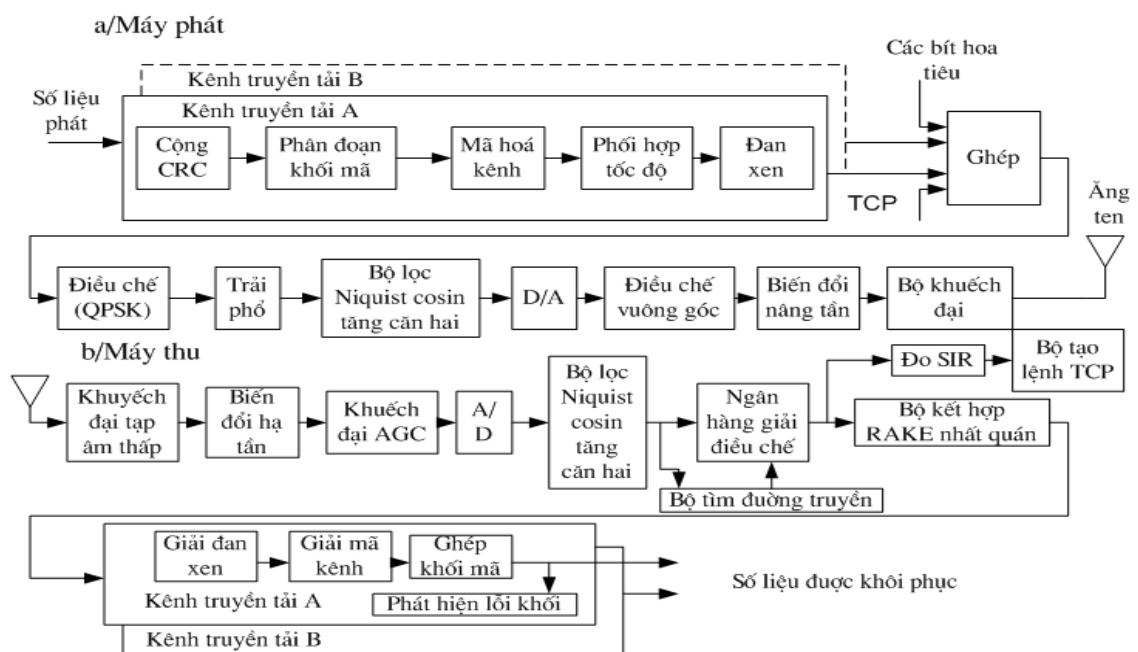 a/Máy phát
Các bít hoa
tiêu
Kênh truyền tải B
Số liệu
phát
Kênh truyền tải A
Cộng
CRC
Phân đoạn
khối mã
Mã hoá
kênh
Phối hợp
tốc độ
Đan
xen
Ghép
TCP
Ăng
ten
Điều chế
(QPSK)
Trải
phổ
Bộ lọc
Niquist cosin
tăng căn hai
D/A
Điều chế
vuông góc
Biến đổi
nâng tần
Bộ khuếch
đại
b/Máy thu
Đo SIR
Bộ tạo
lệnh TCP
Khuyếch
đại tạp
âm thấp
Biến
đổi hạ
tần
Khuếch
đại AGC
A/
D
Bộ lọc
Niquist
cosin
tăng
căn hai
Ngân
hàng giải
điều chế
Bộ kết hợp
RAKE nhất quán
Bộ tìm đuờng truyền
Giải đan
xen
Giải mã
kênh
Ghép
khối mã
Phát hiện lỗi khối
Kênh truyền tải A
Kênh truyền tải B
Số liệu đuợc khôi phục